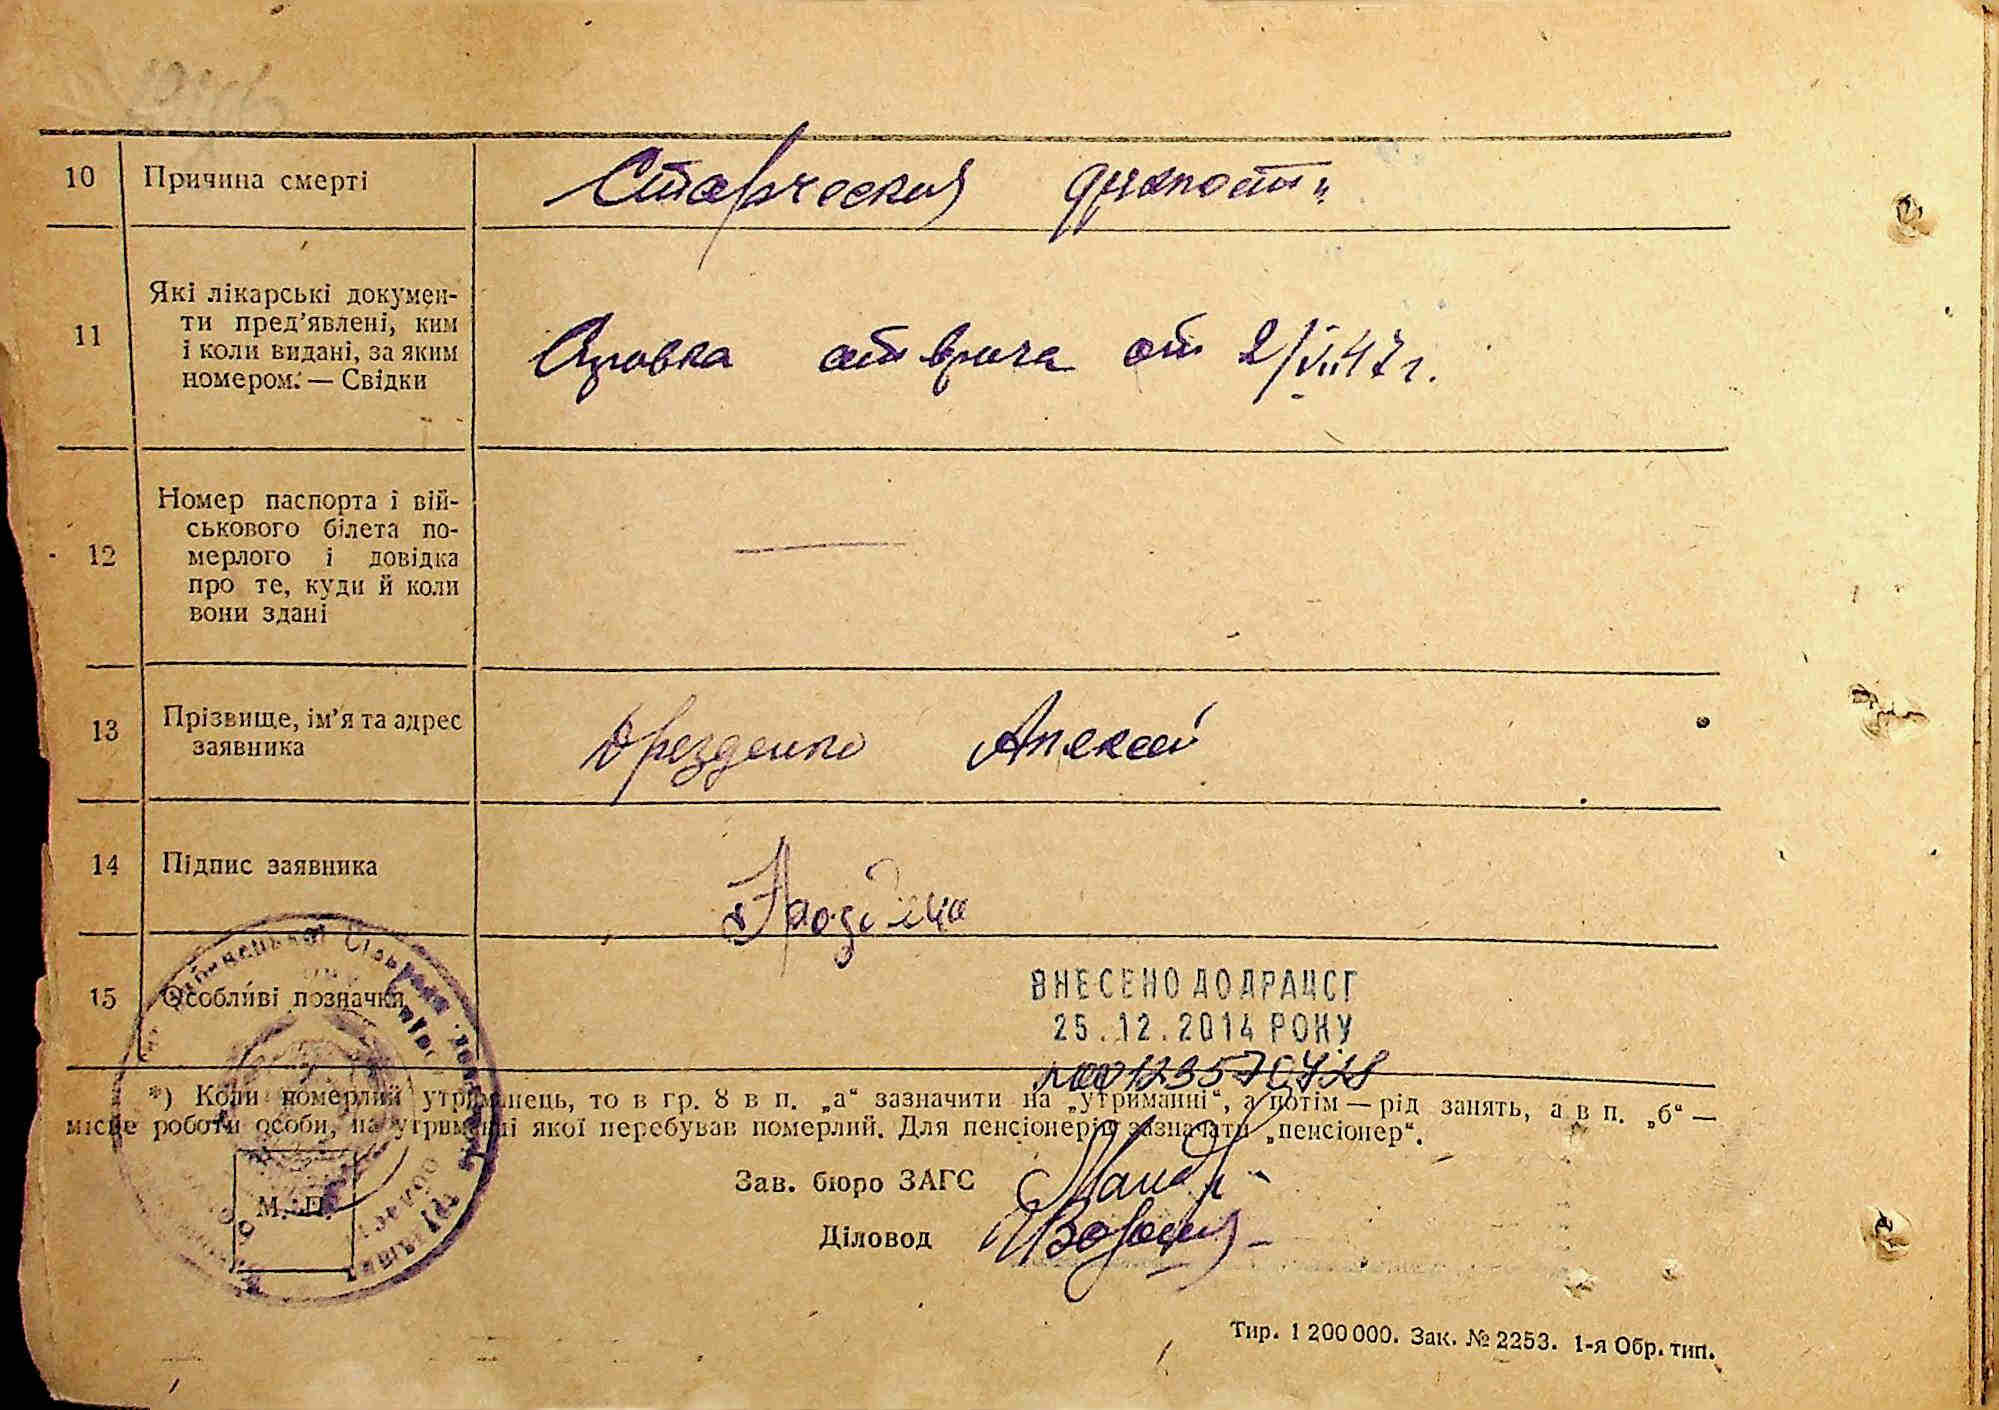 10 Причина смерті Старческая дряхлость
11 Які лікарські докумен-
ти пред'явлені, ким
і коли видані, за яким
номером. — Свідки
Справка от врача от 2/VIII 47 г.
12 Номер паспорта і вій-
ськового білета по-
мерлого і довідка
про те, куди й коли
вони здані
—
13 Прізвище, ім'я та адрес
заявника
Алексей
14 Підпис заявника
15 Особливі позначки
ВНЕСЕНО ДО ДРАЦСГ
25.12.2014 РОКУ
*) Коли померлий утриманець, то в гр. 8 в п. „а“ зазначити на „утриманні“, а потім — рід занять, а в п. „б“ —
місце роботи особи, на утриманні якої перебував померлий. Для пенсіонерів зазначати „пенсіонер“.
Зав. бюро ЗАГС
Діловод
М. П.
Тир. 1 200 000. Зак. № 2253. 1-я Обр. тип.